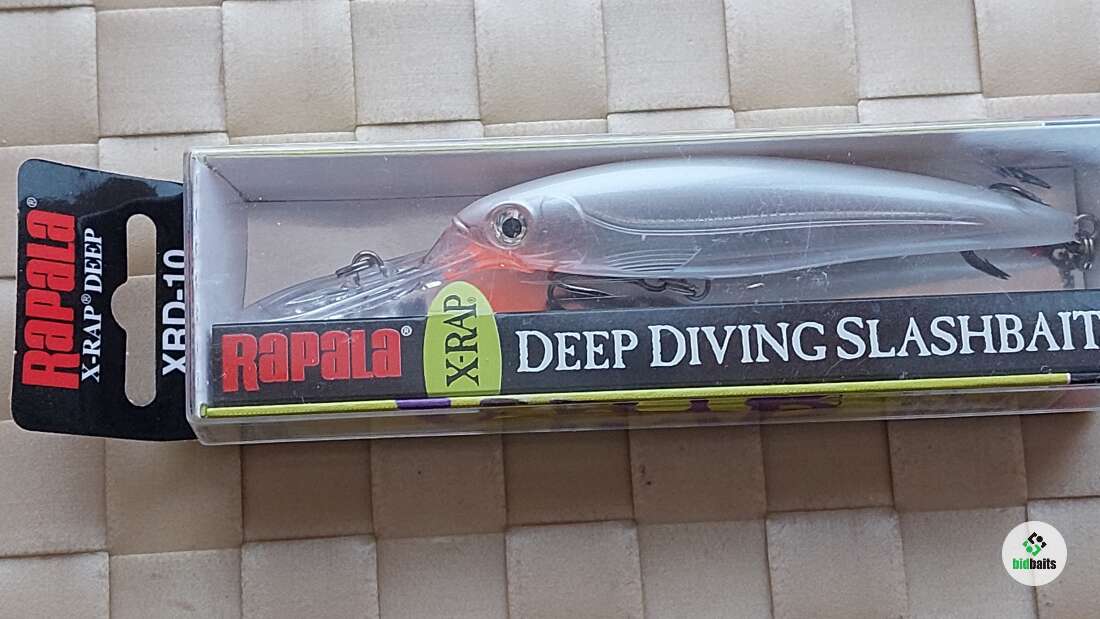 RAPALA®
X-RAP® DEEP
XRD-10
RAPALA®
X-RAP®
DEEP DIVING SLASHBAIT
bidbaits